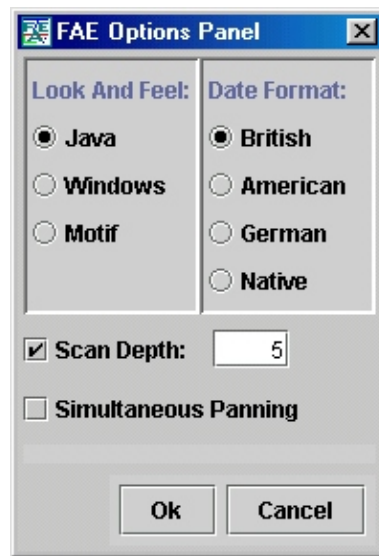 FAE Options Panel
Look And Feel:
Java
Windows
Motif
Date Format:
British
American
German
Native
Scan Depth: 5
Simultaneous Panning
Ok Cancel